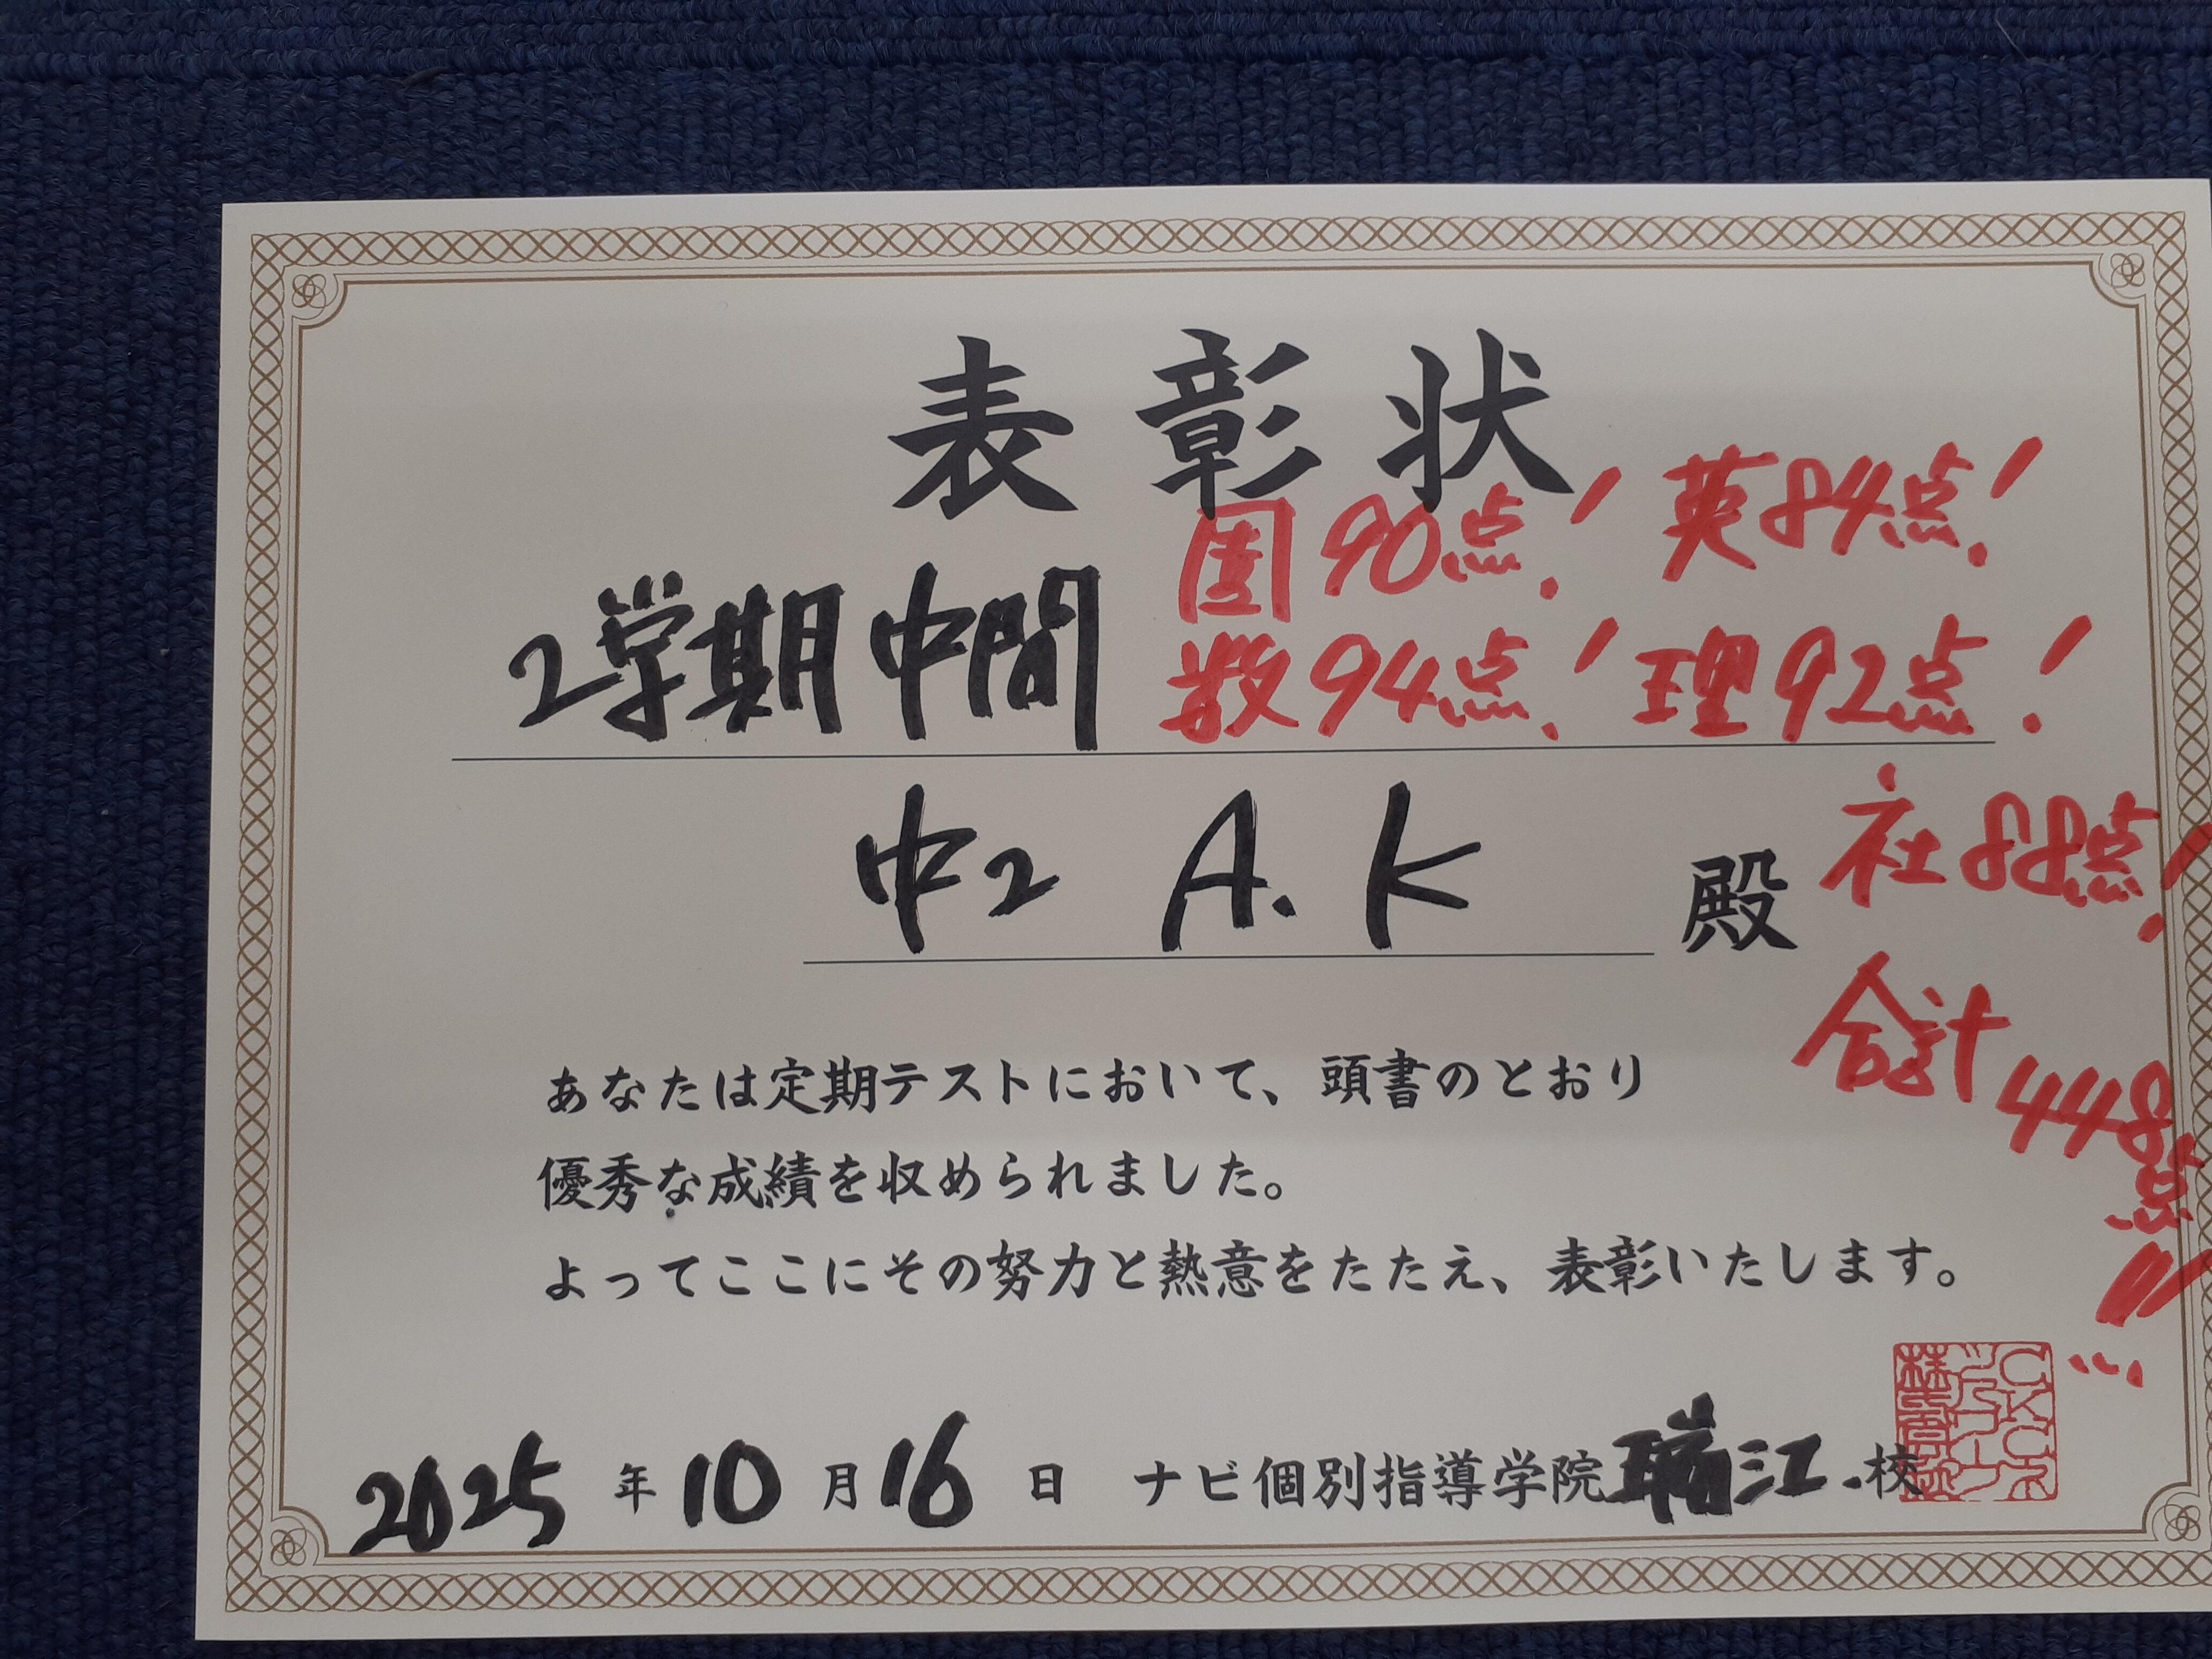 表彰状
国90点! 英84点!
2学期中間
数94点! 理92点!
中2 A.K 殿
社88点!
合計448点!!
あなたは定期テストにおいて、頭書のとおり
優秀な成績を収められました。
よってここにその努力と熱意をたたえ、表彰いたします。
2025年10月16日 ナビ個別指導学院瑞江校